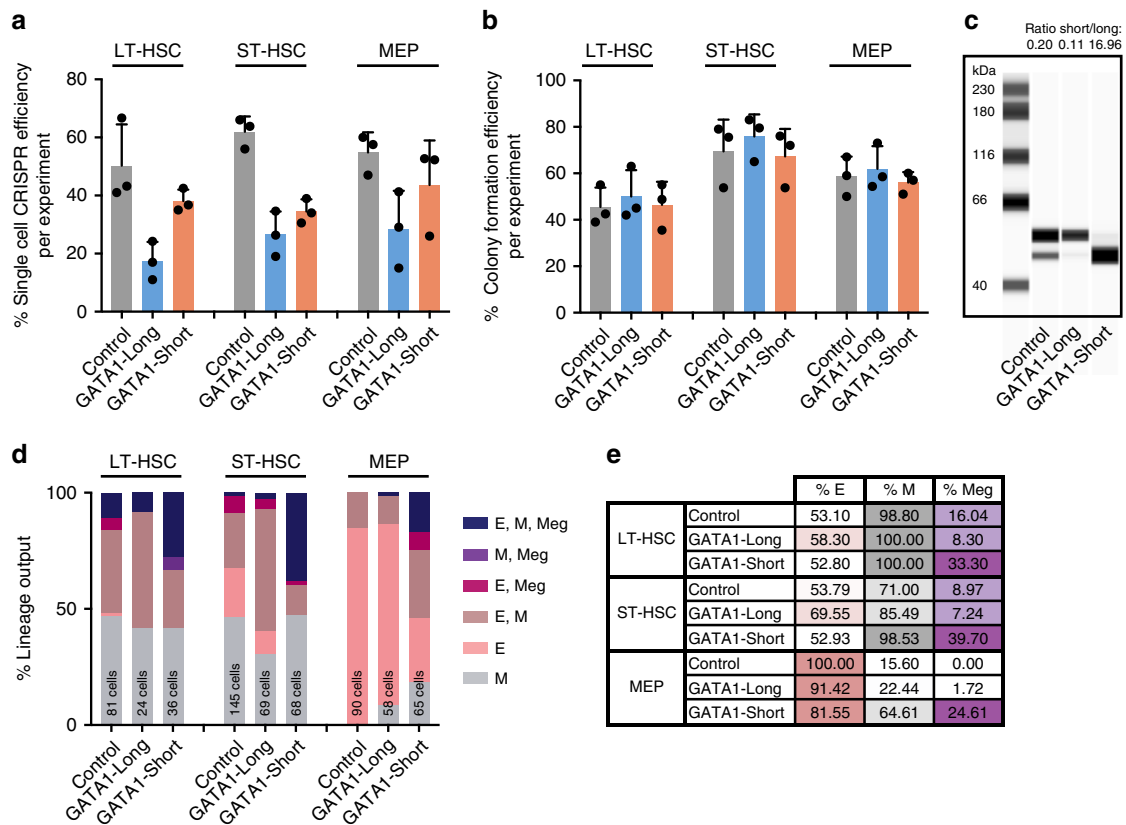 a
LT-HSC ST-HSC MEP
% Single cell CRISPR efficiency
per experiment
80
60
40
20
0
Control
GATA1-Long
GATA1-Short
Control
GATA1-Long
GATA1-Short
Control
GATA1-Long
GATA1-Short
b
LT-HSC ST-HSC MEP
% Colony formation efficiency
per experiment
100
80
60
40
20
0
Control
GATA1-Long
GATA1-Short
Control
GATA1-Long
GATA1-Short
Control
GATA1-Long
GATA1-Short
c
Ratio short/long:
0.20 0.11 16.96
kDa
230
180
116
66
40
Control
GATA1-Long
GATA1-Short
d
LT-HSC ST-HSC MEP
% Lineage output
100
50
0
81 cells
24 cells
36 cells
145 cells
69 cells
68 cells
90 cells
58 cells
65 cells
Control
GATA1-Long
GATA1-Short
Control
GATA1-Long
GATA1-Short
Control
GATA1-Long
GATA1-Short
E, M, Meg
M, Meg
E, Meg
E, M
E
M
e
% E % M % Meg
LT-HSC
Control 53.10 98.80 16.04
GATA1-Long 58.30 100.00 8.30
GATA1-Short 52.80 100.00 33.30
ST-HSC
Control 53.79 71.00 8.97
GATA1-Long 69.55 85.49 7.24
GATA1-Short 52.93 98.53 39.70
MEP
Control 100.00 15.60 0.00
GATA1-Long 91.42 22.44 1.72
GATA1-Short 81.55 64.61 24.61